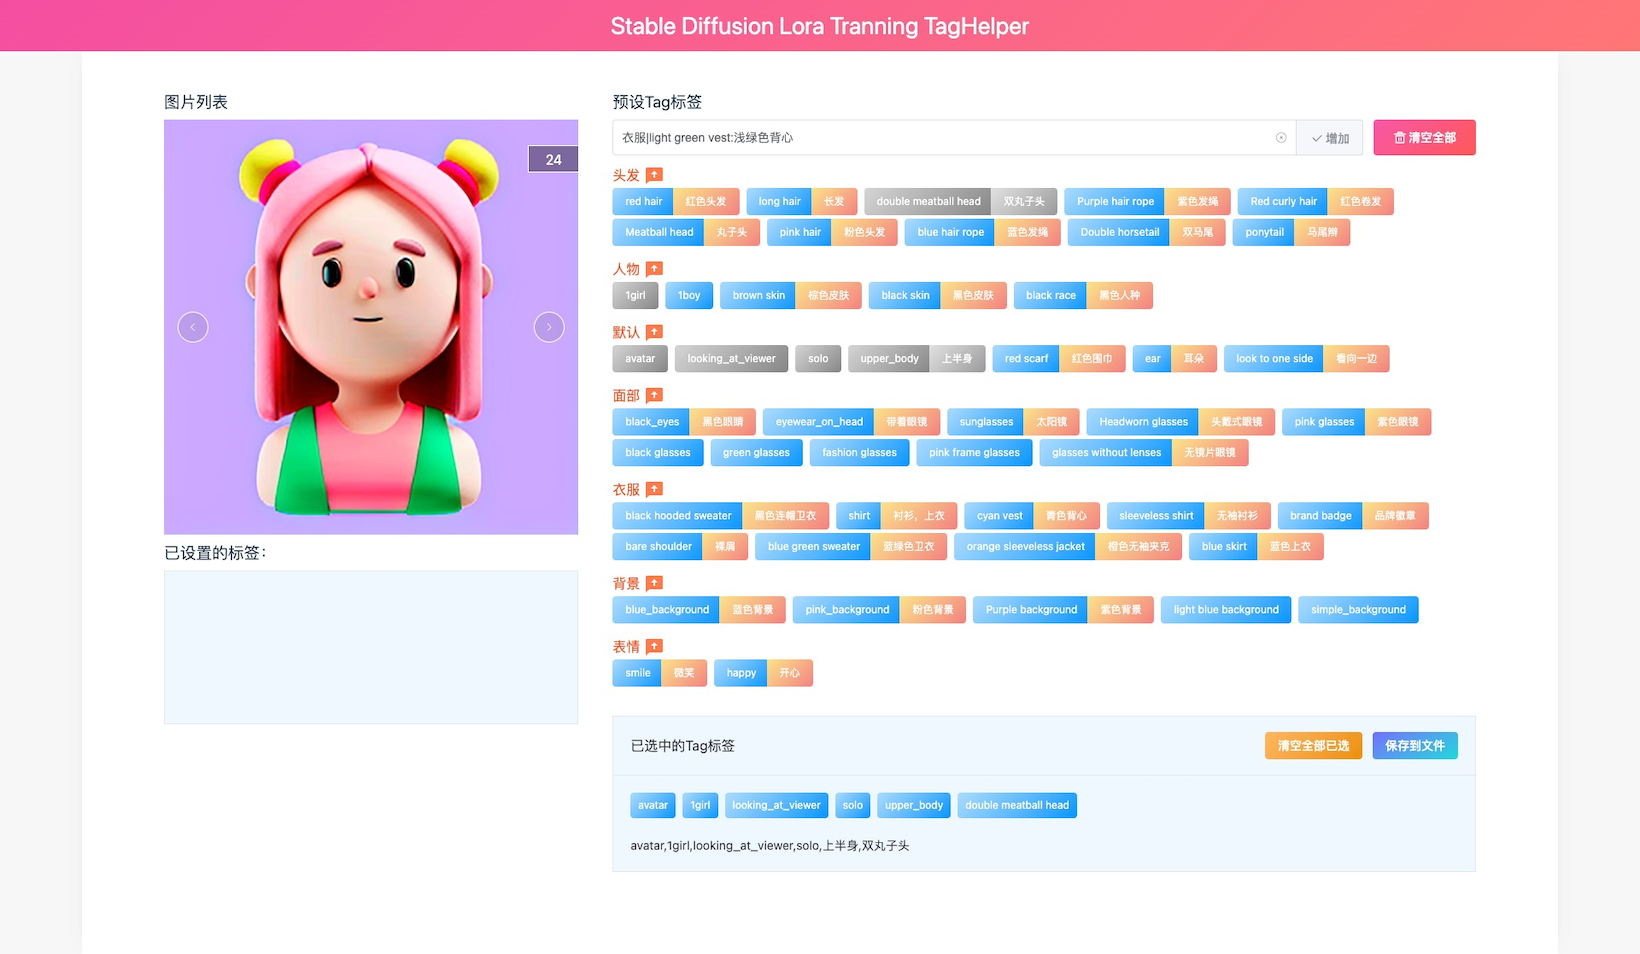 Stable Diffusion Lora Tranning TagHelper
图片列表
24
已设置的标签：
预设Tag标签
衣服|light green vest:浅绿色背心 增加 清空全部
头发
red hair 红色头发 long hair 长发 double meatball head 双丸子头 Purple hair rope 紫色发绳 Red curly hair 红色卷发
Meatball head 丸子头 pink hair 粉色头发 blue hair rope 蓝色发绳 Double horsetail 双马尾 ponytail 马尾辫
人物
1girl 1boy brown skin 棕色皮肤 black skin 黑色皮肤 black race 黑色人种
默认
avatar looking_at_viewer solo upper_body 上半身 red scarf 红色围巾 ear 耳朵 look to one side 看向一边
面部
black_eyes 黑色眼睛 eyewear_on_head 带着眼镜 sunglasses 太阳镜 Headworn glasses 头戴式眼镜 pink glasses 紫色眼镜
black glasses green glasses fashion glasses pink frame glasses glasses without lenses 无镜片眼镜
衣服
black hooded sweater 黑色连帽卫衣 shirt 衬衫，上衣 cyan vest 青色背心 sleeveless shirt 无袖衬衫 brand badge 品牌徽章
bare shoulder 裸肩 blue green sweater 蓝绿色卫衣 orange sleeveless jacket 橙色无袖夹克 blue skirt 蓝色上衣
背景
blue_background 蓝色背景 pink_background 粉色背景 Purple background 紫色背景 light blue background simple_background
表情
smile 微笑 happy 开心
已选中的Tag标签 清空全部已选 保存到文件
avatar 1girl looking_at_viewer solo upper_body double meatball head
avatar,1girl,looking_at_viewer,solo,上半身,双丸子头